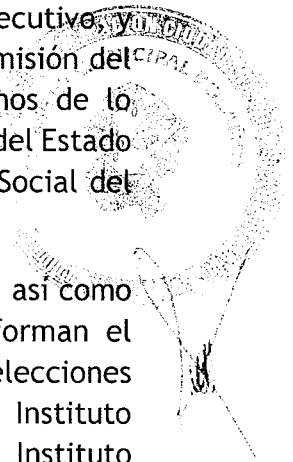 ecutivo, y
misión del
nos de lo
del Estado
Social del
así como
forman el
elecciones
Instituto
Instituto